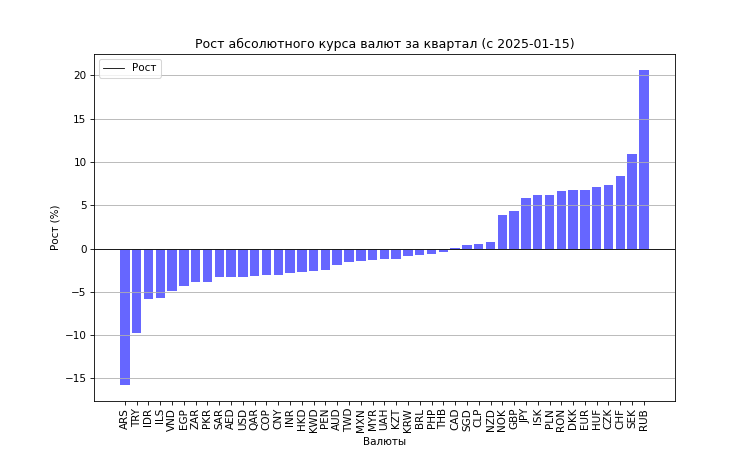 Рост абсолютного курса валют за квартал (с 2025-01-15)
Рост
20
15
10
5
0
−5
−10
−15
Рост (%)
ARS TRY IDR ILS VND EGP ZAR PKR SAR AED USD QAR COP CNY INR HKD KWD PEN AUD TWD MXN MYR UAH KZT KRW BRL PHP THB CAD SGD CLP NZD NOK GBP JPY ISK PLN RON DKK EUR HUF CZK CHF SEK RUB
Валюты